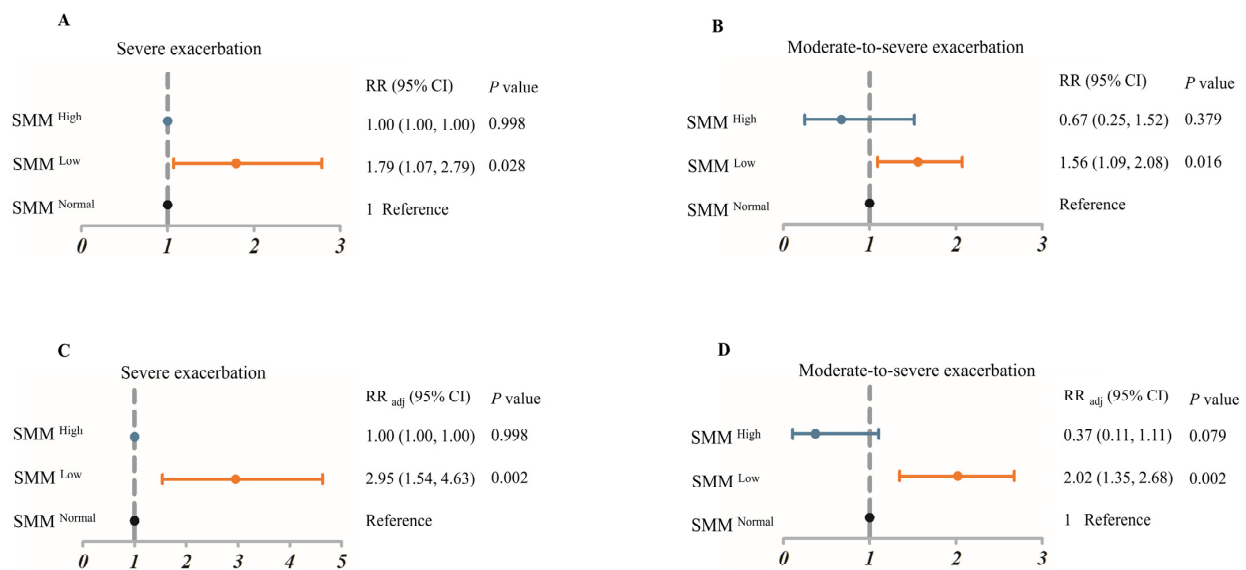 A
Severe exacerbation
RR (95% CI) P value
SMM High 1.00 (1.00, 1.00) 0.998
SMM Low 1.79 (1.07, 2.79) 0.028
SMM Normal 1 Reference
0 1 2 3
B
Moderate-to-severe exacerbation
RR (95% CI) P value
SMM High 0.67 (0.25, 1.52) 0.379
SMM Low 1.56 (1.09, 2.08) 0.016
SMM Normal Reference
0 1 2 3
C
Severe exacerbation
RR adj (95% CI) P value
SMM High 1.00 (1.00, 1.00) 0.998
SMM Low 2.95 (1.54, 4.63) 0.002
SMM Normal Reference
0 1 2 3 4 5
D
Moderate-to-severe exacerbation
RR adj (95% CI) P value
SMM High 0.37 (0.11, 1.11) 0.079
SMM Low 2.02 (1.35, 2.68) 0.002
SMM Normal 1 Reference
0 1 2 3